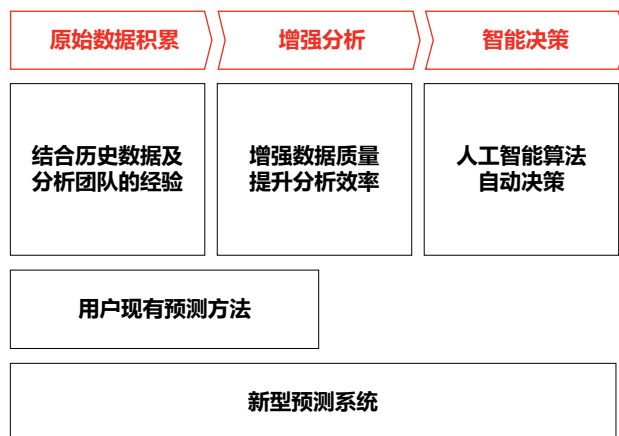 原始数据积累
增强分析
智能决策
结合历史数据及
分析团队的经验
增强数据质量
提升分析效率
人工智能算法
自动决策
用户现有预测方法
新型预测系统